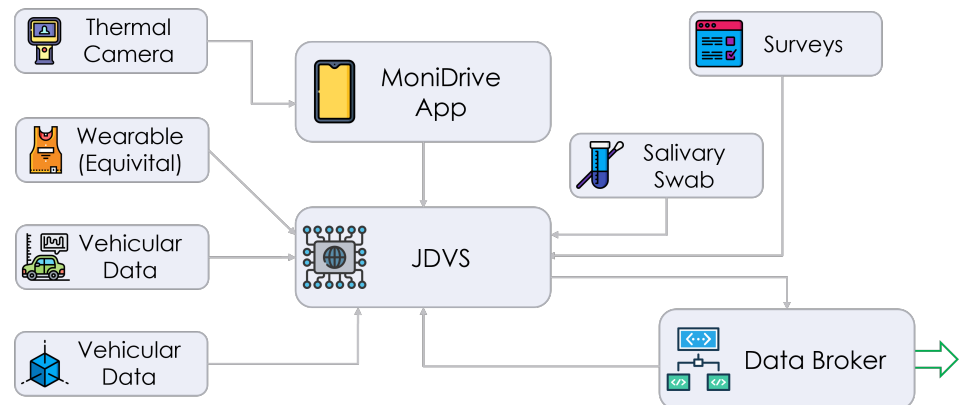 Thermal
Camera
MoniDrive
App
Surveys
Wearable
(Equivital)
Salivary
Swab
Vehicular
Data
JDVS
Vehicular
Data
Data Broker